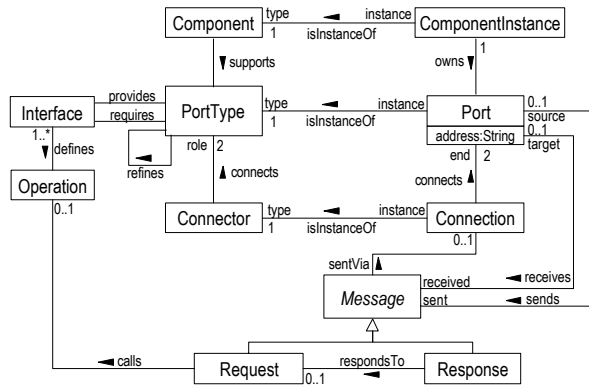 Component
type
1
isInstanceOf
instance
ComponentInstance
1
supports
owns
Interface
provides
requires
PortType
type
1
isInstanceOf
instance
Port
address:String
0..1
source
0..1
target
1..*
defines
refines
role
2
end
2
Operation
0..1
connects
connects
Connector
type
1
isInstanceOf
instance
Connection
0..1
sentVia
received
receives
Message
sent
sends
calls
Request
0..1
respondsTo
Response